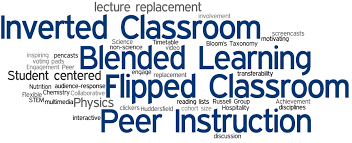 lecture replacement
involvement
Inverted Classroom
screencasts
motivating
Science
non-science
Timetable
video
Bloom's Taxonomy
inspiring
pencasts
voting pads
Engagement Peer
Blended Learning
Student centered
engage
replacement
transferability
Nutrition
audience-response
Flipped Classroom
Flexible
Chemistry
Collaborative
STEM
multimedia
Physics
clickers
Huddersfield
reading lists
cohort size
Russell Group
Hospitality
Achievement
disciplines
interactive
Peer Instruction
discussion